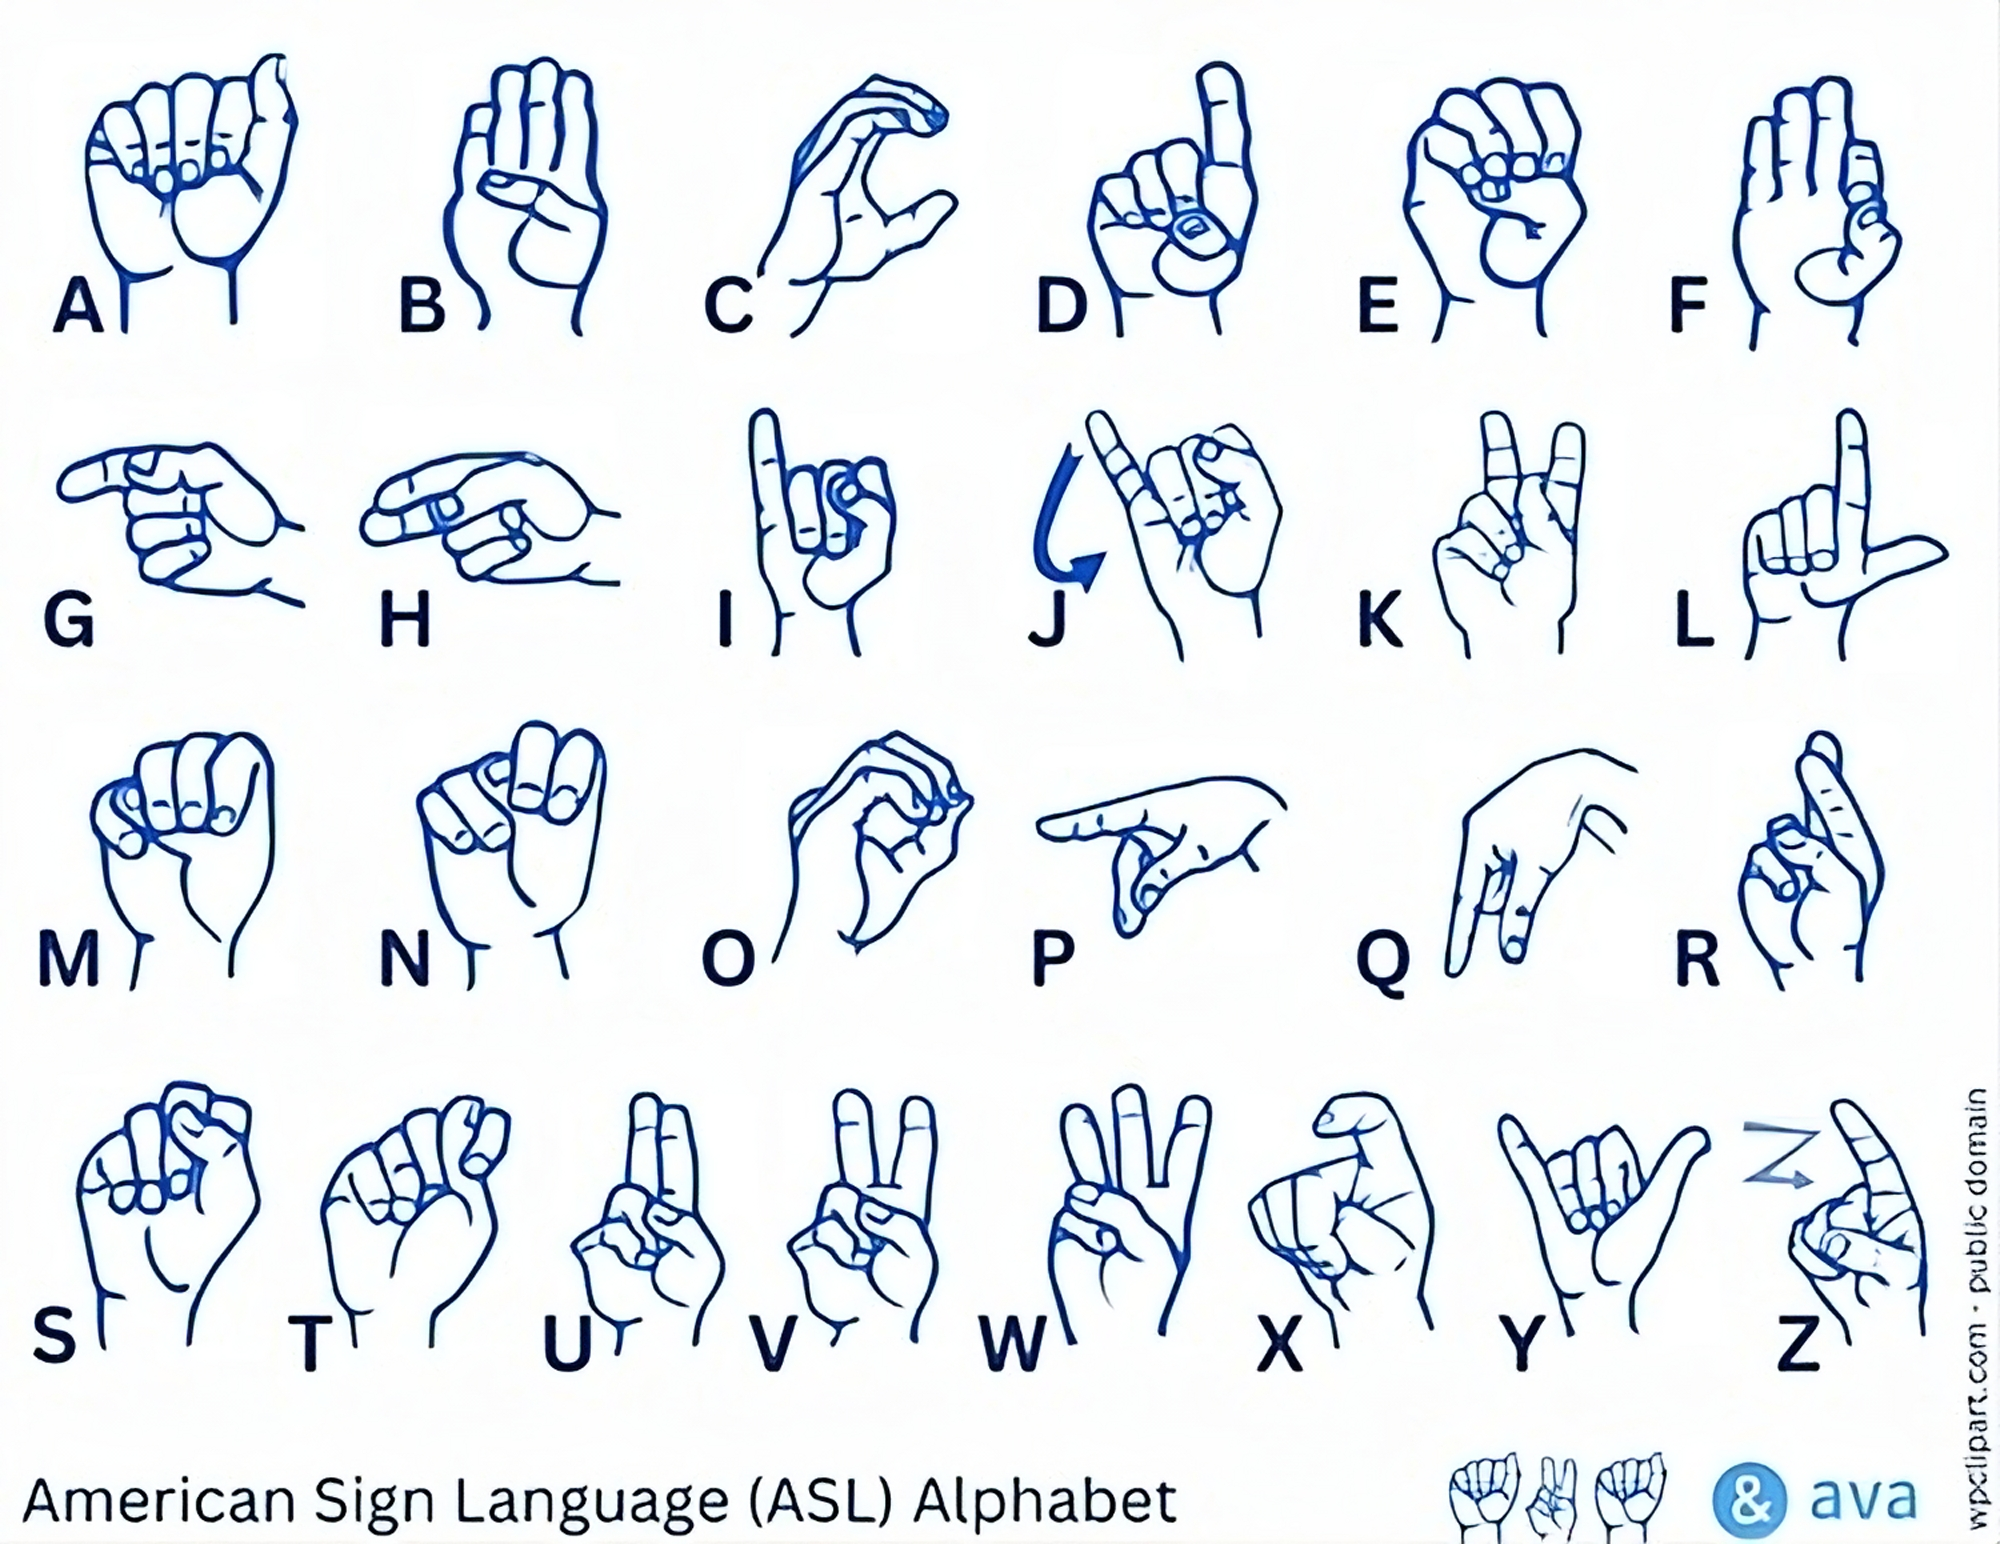 A B C D E F
G H I J K L
M N O P Q R
S T U V W X Y Z
American Sign Language (ASL) Alphabet
& ava
wpclipart.com · public domain